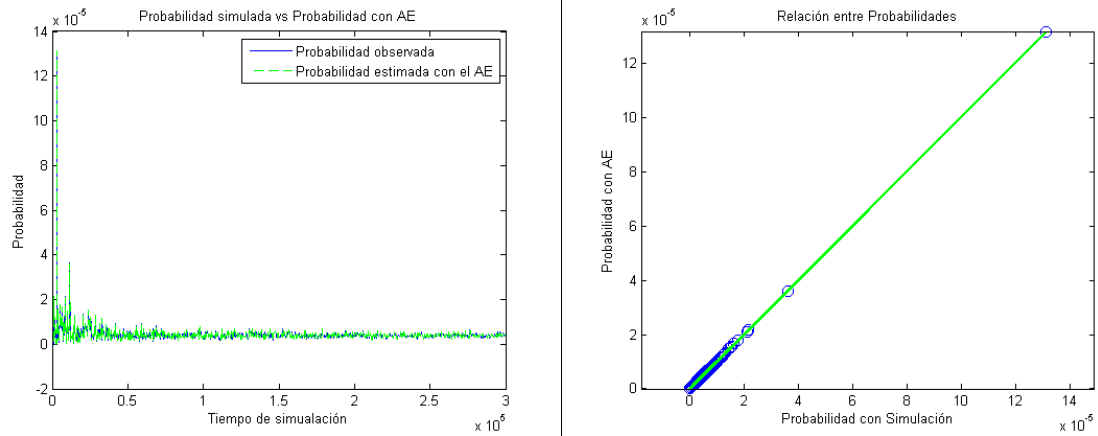 Probabilidad simulada vs Probabilidad con AE
x 10⁻⁵
14
12
10
8
6
4
2
0
-2
Probabilidad
Probabilidad observada
Probabilidad estimada con el AE
0 0.5 1 1.5 2 2.5 3
Tiempo de simualación
x 10⁵
Relación entre Probabilidades
x 10⁻⁵
12
10
8
6
4
2
0
Probabilidad con AE
0 2 4 6 8 10 12 14
Probabilidad con Simulación
x 10⁻⁵